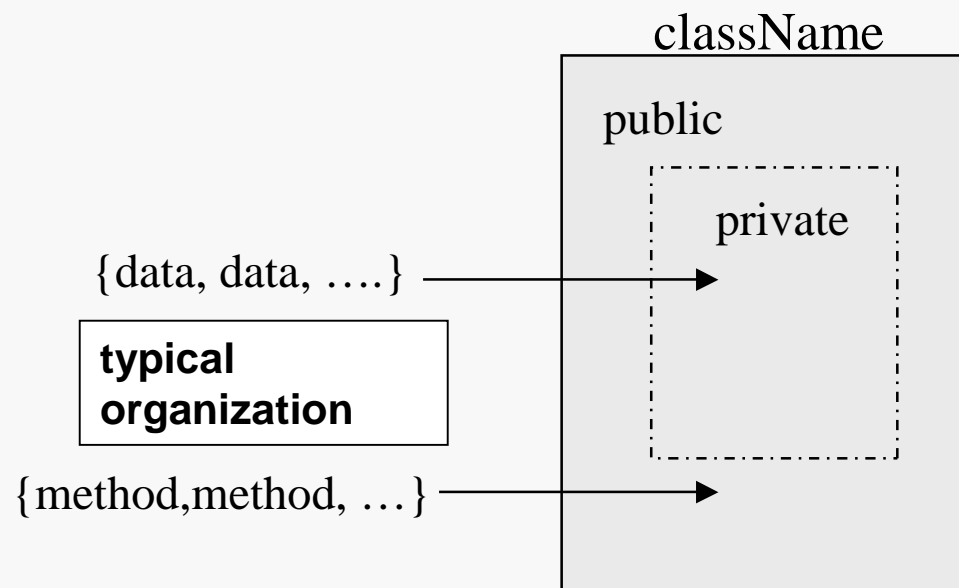 className
public
private
{data, data, ….}
typical
organization
{method,method, …}